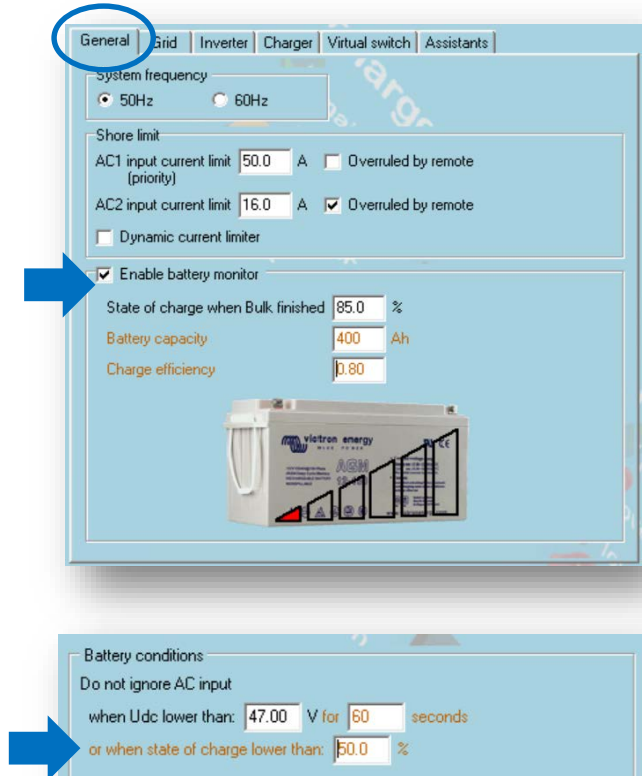 General Grid Inverter Charger Virtual switch Assistants
System frequency
50Hz 60Hz
Shore limit
AC1 input current limit 50.0 A Overruled by remote
(priority)
AC2 input current limit 16.0 A Overruled by remote
Dynamic current limiter
Enable battery monitor
State of charge when Bulk finished 85.0 %
Battery capacity 400 Ah
Charge efficiency 0.80
victron energy
AGM
Battery conditions
Do not ignore AC input
when Udc lower than: 47.00 V for 60 seconds
or when state of charge lower than: 50.0 %